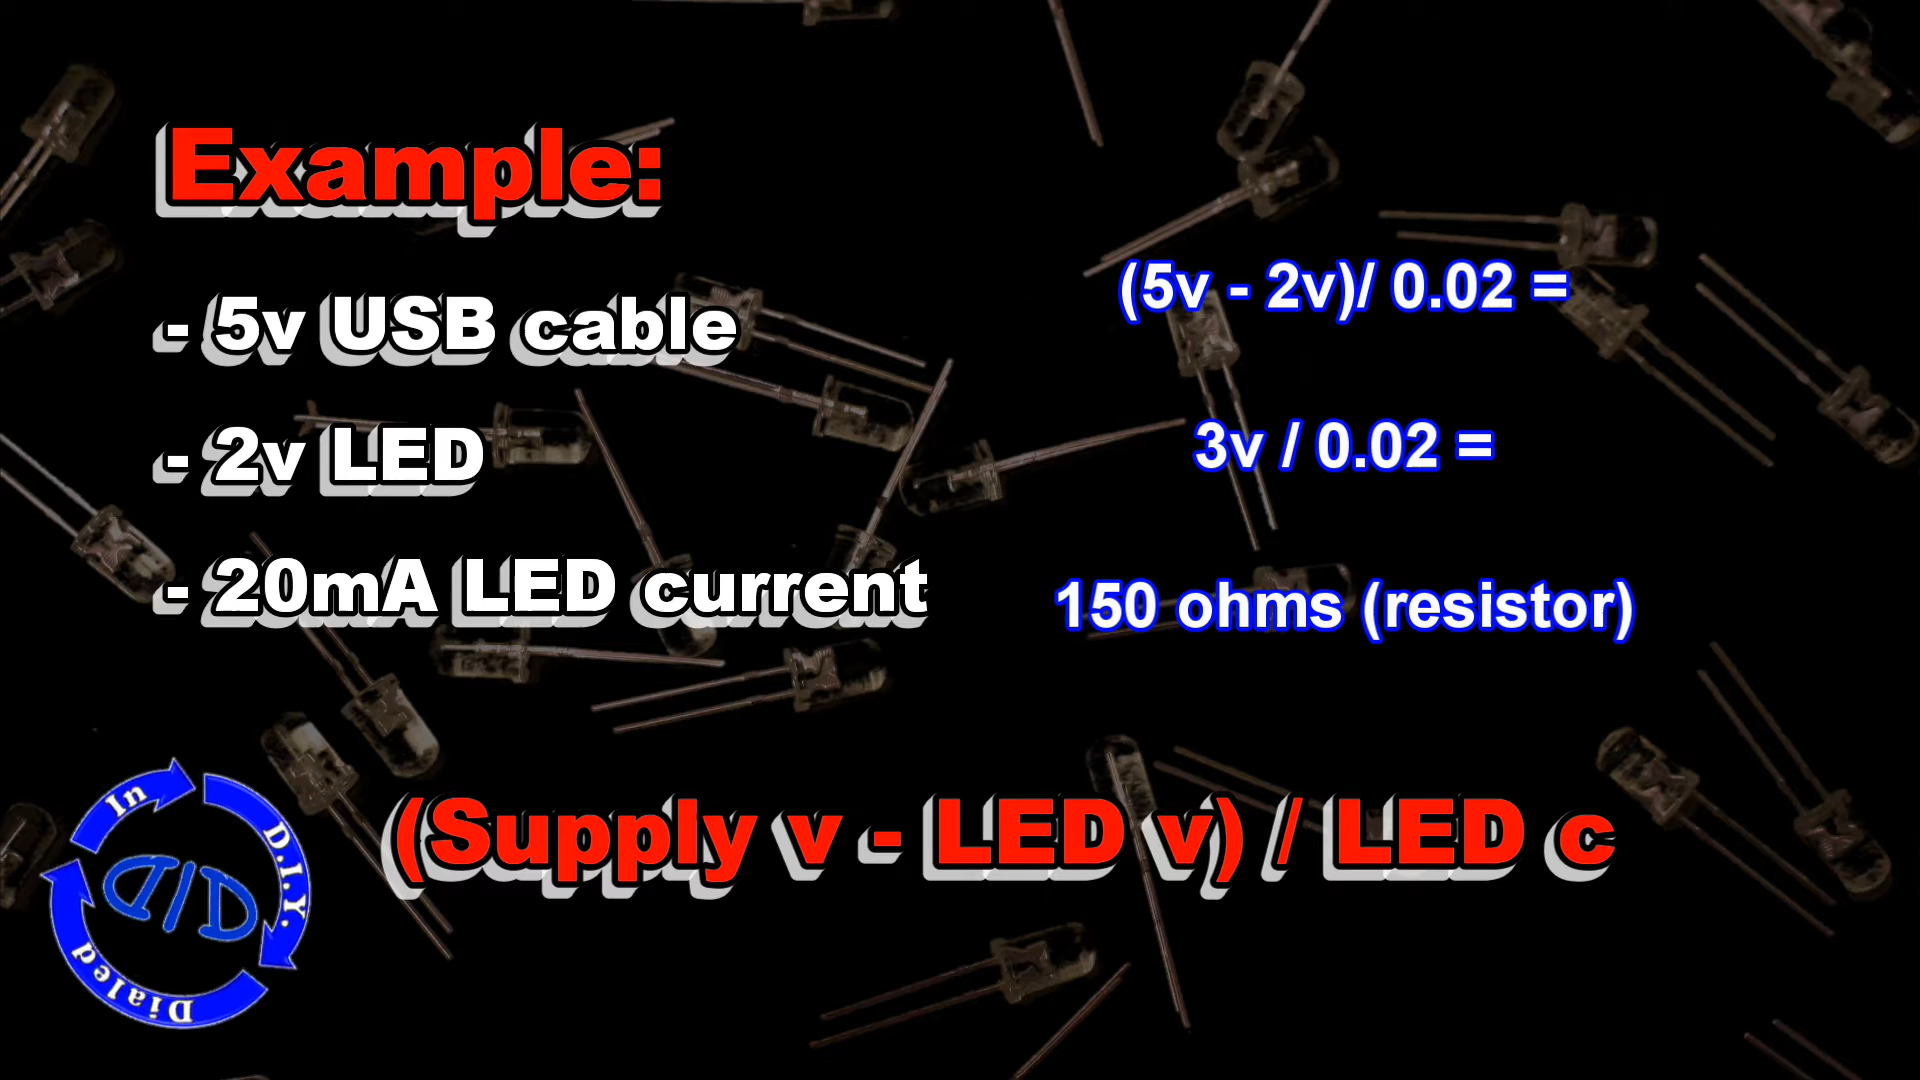 Example:
- 5v USB cable
- 2v LED
- 20mA LED current
(5v - 2v)/ 0.02 =
3v / 0.02 =
150 ohms (resistor)
(Supply v - LED v) / LED c
Dialed
In
D.I.Y.
D/D